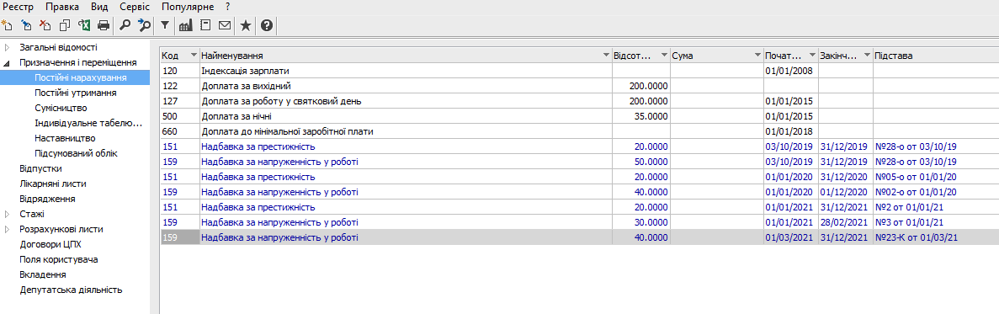 Реєстр Правка Вид Сервіс Популярне ?
Загальні відомості
Призначення і переміщення
Постійні нарахування
Постійні утримання
Сумісництво
Індивідуальне табелю...
Наставництво
Підсумований облік
Відпустки
Лікарняні листи
Відрядження
Стажі
Розрахункові листи
Договори ЦПХ
Поля користувача
Вкладення
Депутатська діяльність
Код Найменування Відсот... Сума Почат... Закінч... Підстава
120 Індексація зарплати 01/01/2008
122 Доплата за вихідний 200.0000
127 Доплата за роботу у святковий день 200.0000 01/01/2015
500 Доплата за нічні 35.0000 01/01/2015
660 Доплата до мінімальної заробітної плати 01/01/2018
151 Надбавка за престижність 20.0000 03/10/2019 31/12/2019 №28-о от 03/10/19
159 Надбавка за напруженність у роботі 50.0000 03/10/2019 31/12/2019 №28-о от 03/10/19
151 Надбавка за престижність 20.0000 01/01/2020 31/12/2020 №05-о от 01/01/20
159 Надбавка за напруженність у роботі 40.0000 01/01/2020 01/12/2020 №02-о от 01/01/20
151 Надбавка за престижність 20.0000 01/01/2021 31/12/2021 №2 от 01/01/21
159 Надбавка за напруженність у роботі 30.0000 01/01/2021 28/02/2021 №3 от 01/01/21
159 Надбавка за напруженність у роботі 40.0000 01/03/2021 31/12/2021 №23-К от 01/03/21